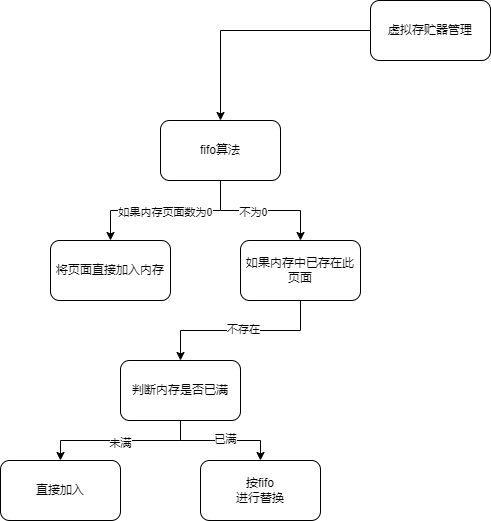 虚拟存贮器管理
fifo算法
如果内存页面数为0
不为0
将页面直接加入内存
如果内存中已存在此
页面
不存在
判断内存是否已满
未满
已满
直接加入
按fifo
进行替换